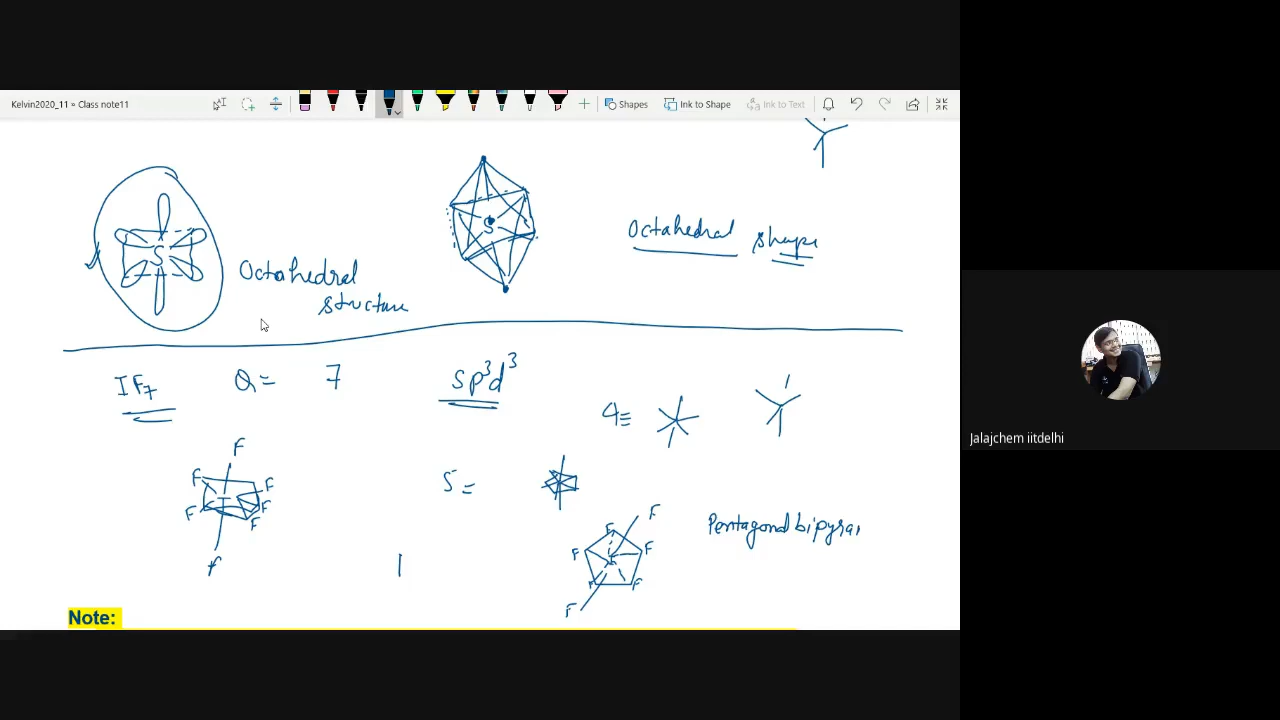 Kelvin2020_11 » Class note11
Shapes
Ink to Shape
Ink to Text
S
Octahedral
structure
S
Octahedral shape
IF7 Q= 7 sp³d³
4≡
5=
F
F F
I
F F
F
F
F
F
F F
I
F F
F
Pentagonal bipyra
Note:
Jalajchem iitdelhi